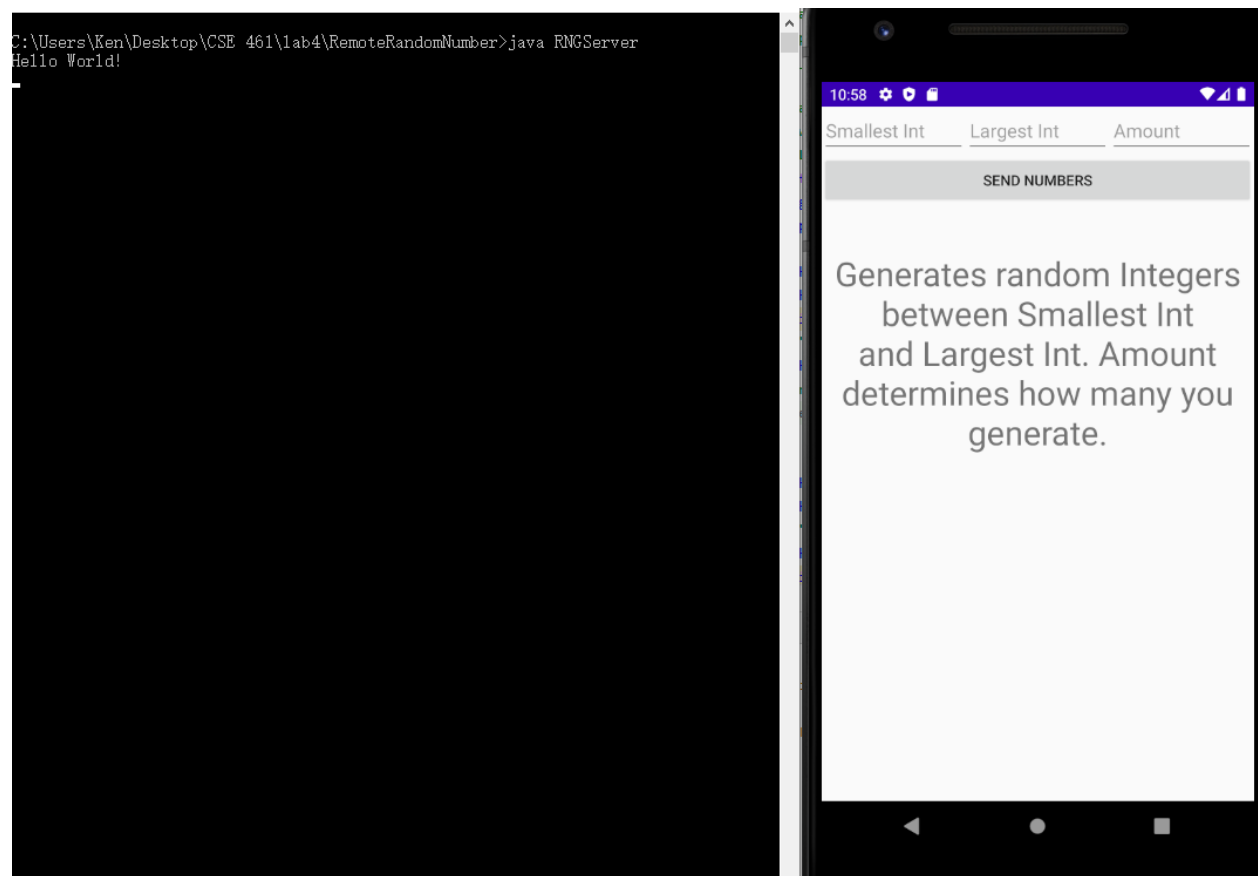 C:\Users\Ken\Desktop\CSE 461\lab4\RemoteRandomNumber>java RNGServer
Hello World!
10:58
Smallest Int Largest Int Amount
SEND NUMBERS
Generates random Integers
between Smallest Int
and Largest Int. Amount
determines how many you
generate.